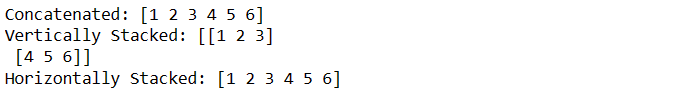 Concatenated: [1 2 3 4 5 6]
Vertically Stacked: [[1 2 3]
 [4 5 6]]
Horizontally Stacked: [1 2 3 4 5 6]